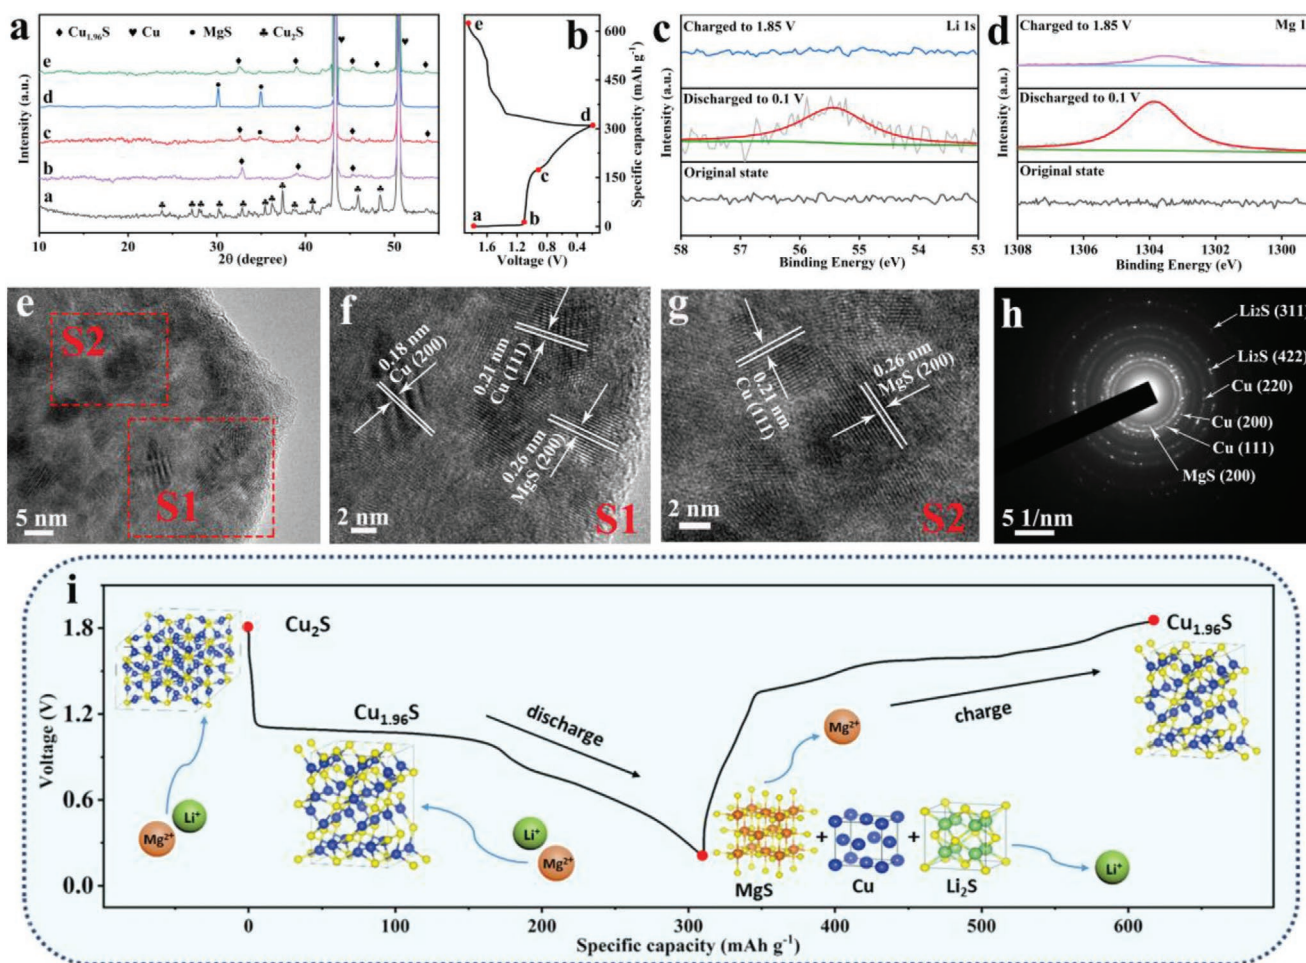 a ♦ Cu1.96S ♥ Cu • MgS ♣ Cu2S
e
d
c
b
a
Intensity (a.u.)
10 20 30 40 50
2θ (degree)
b
e
d
c
b
a
600
450
300
150
0
Specific capacity (mAh g-1)
1.6 1.2 0.8 0.4
Voltage (V)
c
Charged to 1.85 V Li 1s
Discharged to 0.1 V
Original state
Intensity (a.u.)
58 57 56 55 54 53
Binding Energy (eV)
d
Charged to 1.85 V Mg 1
Discharged to 0.1 V
Original state
Intensity (a.u.)
1308 1306 1304 1302 1300
Binding Energy (eV)
e
S2
S1
5 nm
f
0.18 nm
Cu (200)
0.21 nm
Cu (111)
0.26 nm
MgS (200)
2 nm
S1
g
0.21 nm
Cu (111)
0.26 nm
MgS (200)
2 nm
S2
h
Li2S (311)
Li2S (422)
Cu (220)
Cu (200)
Cu (111)
MgS (200)
5 1/nm
i
Voltage (V)
1.8
1.2
0.6
0.0
Cu2S
Cu1.96S
discharge
Li+
Mg2+
Li+
Mg2+
Cu1.96S
Mg2+
charge
+ +
MgS Cu Li2S
Li+
0 100 200 300 400 500 600
Specific capacity (mAh g-1)